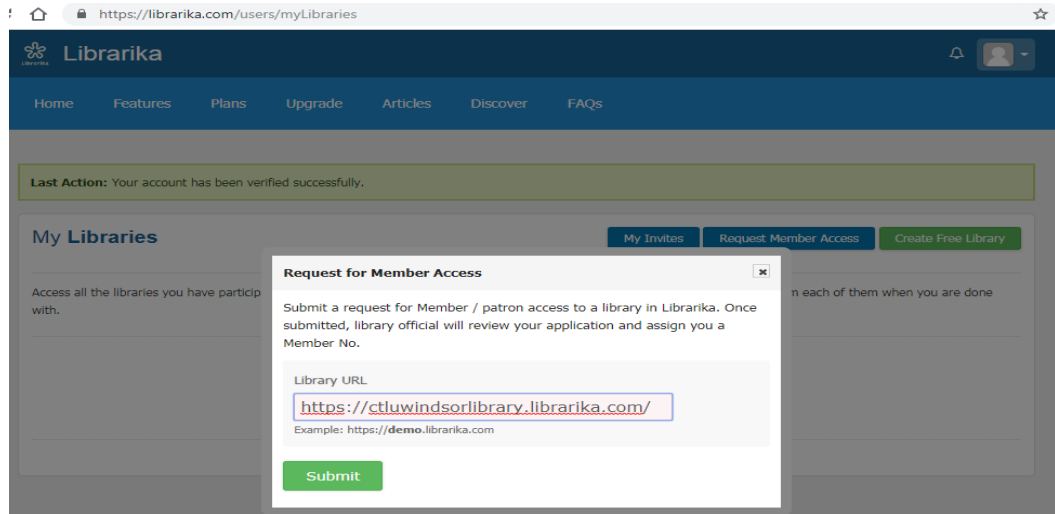 https://librarika.com/users/myLibraries
Librarika
Home Features Plans Upgrade Articles Discover FAQs
Last Action: Your account has been verified successfully.
My Libraries
My Invites Request Member Access Create Free Library
Request for Member Access
Access all the libraries you have particip
m each of them when you are done
with.
Submit a request for Member / patron access to a library in Librarika. Once
submitted, library official will review your application and assign you a
Member No.
Library URL
https://ctluwindsorlibrary.librarika.com/
Example: https://demo.librarika.com
Submit